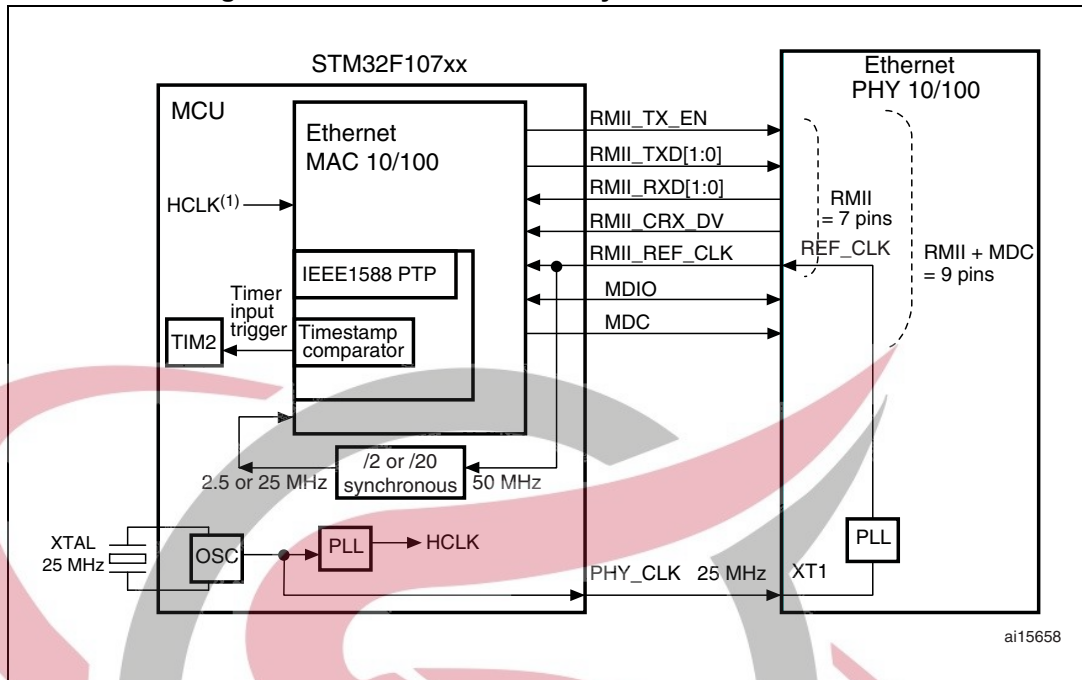 STM32F107xx
MCU
Ethernet
MAC 10/100
HCLK(1)
IEEE1588 PTP
Timer
input
trigger
TIM2
Timestamp
comparator
/2 or /20
synchronous
2.5 or 25 MHz
50 MHz
XTAL
25 MHz
OSC
PLL
HCLK
RMII_TX_EN
RMII_TXD[1:0]
RMII_RXD[1:0]
RMII_CRX_DV
RMII_REF_CLK
MDIO
MDC
PHY_CLK 25 MHz
Ethernet
PHY 10/100
RMII
= 7 pins
REF_CLK
RMII + MDC
= 9 pins
PLL
XT1
ai15658